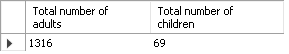 Total number of adults Total number of children
1316 69